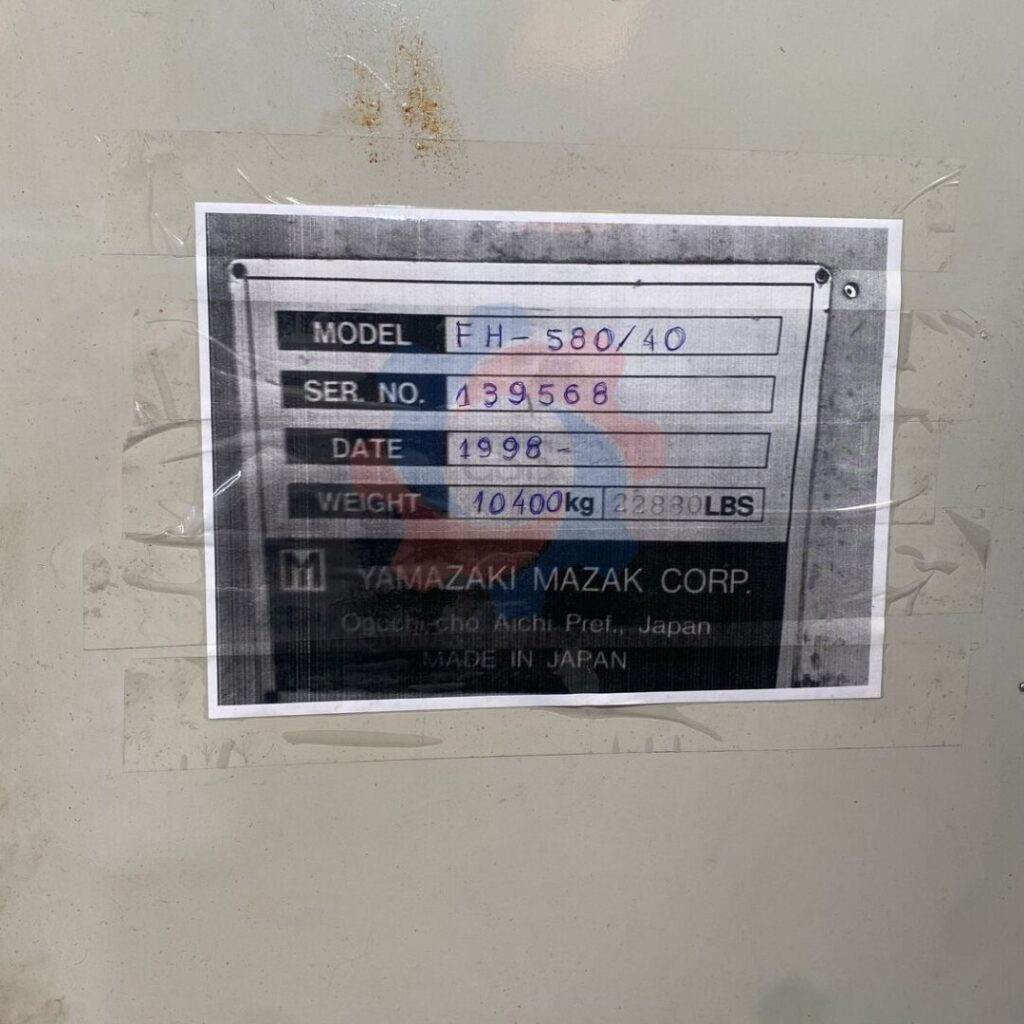 MODEL FH-580/40
SER. NO. 139568
DATE 1998-
WEIGHT 10400kg 22880LBS
M YAMAZAKI MAZAK CORP.
Oguchi-cho Aichi Pref., Japan
MADE IN JAPAN